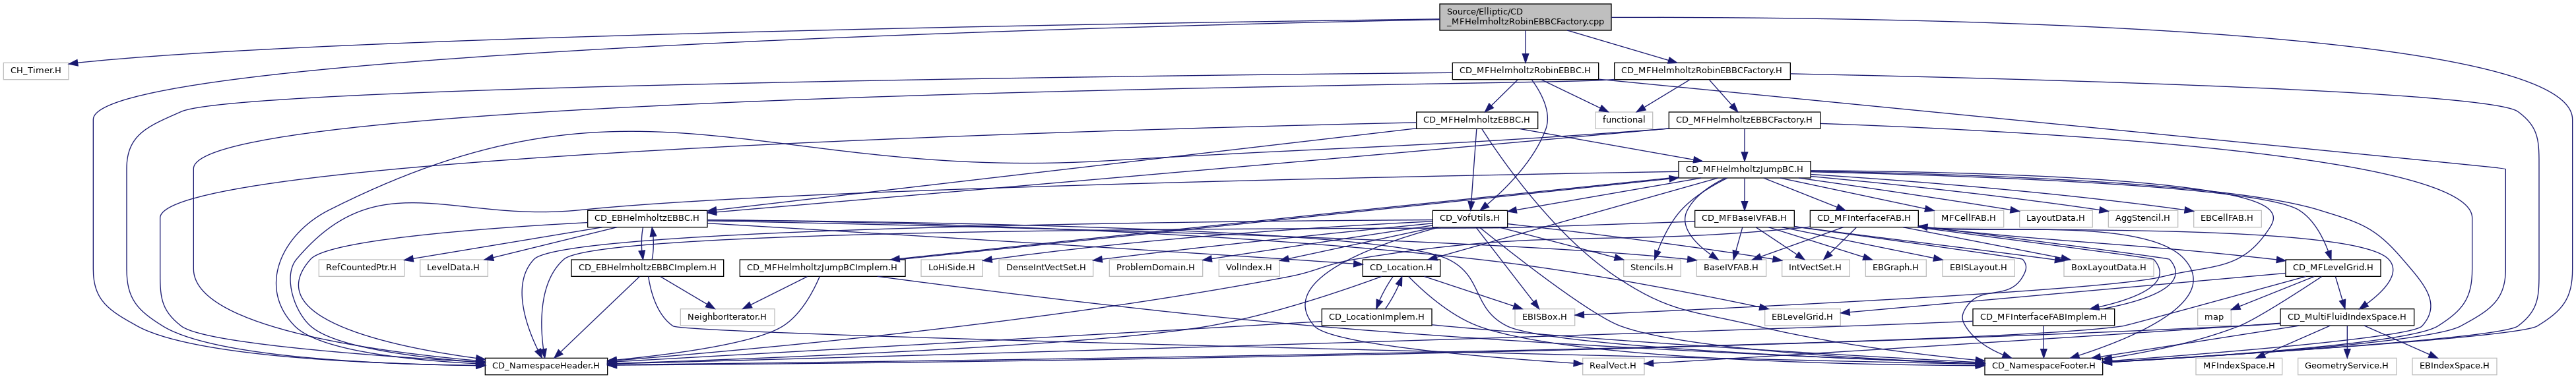 Source/Elliptic/CD
_MFHelmholtzRobinEBBCFactory.cpp
CH_Timer.H
CD_MFHelmholtzRobinEBBC.H
CD_MFHelmholtzRobinEBBCFactory.H
CD_MFHelmholtzEBBC.H
functional
CD_MFHelmholtzEBBCFactory.H
CD_MFHelmholtzJumpBC.H
CD_EBHelmholtzEBBC.H
CD_VofUtils.H
CD_MFBaseIVFAB.H
CD_MFInterfaceFAB.H
MFCellFAB.H
LayoutData.H
AggStencil.H
EBCellFAB.H
RefCountedPtr.H
LevelData.H
CD_EBHelmholtzEBBCImplem.H
CD_MFHelmholtzJumpBCImplem.H
LoHiSide.H
DenseIntVectSet.H
ProblemDomain.H
VolIndex.H
CD_Location.H
Stencils.H
BaseIVFAB.H
IntVectSet.H
EBGraph.H
EBISLayout.H
BoxLayoutData.H
CD_MFLevelGrid.H
NeighborIterator.H
CD_LocationImplem.H
EBISBox.H
EBLevelGrid.H
CD_MFInterfaceFABImplem.H
map
CD_MultiFluidIndexSpace.H
CD_NamespaceHeader.H
RealVect.H
CD_NamespaceFooter.H
MFIndexSpace.H
GeometryService.H
EBIndexSpace.H